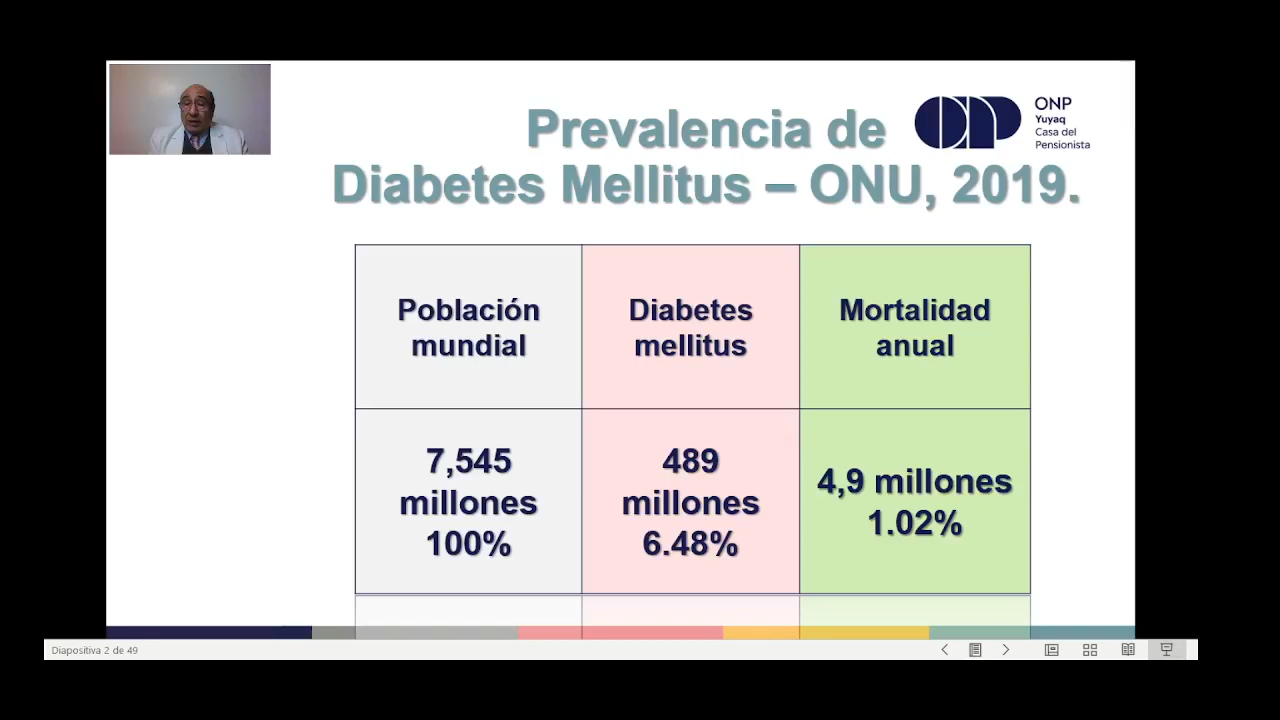 Prevalencia de
Diabetes Mellitus – ONU, 2019.
ONP
Yuyaq
Casa del
Pensionista
Población
mundial
Diabetes
mellitus
Mortalidad
anual
7,545
millones
100%
489
millones
6.48%
4,9 millones
1.02%
Diapositiva 2 de 49